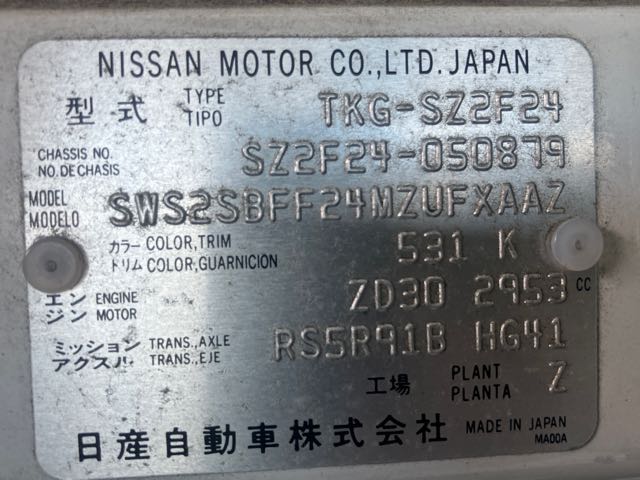 NISSAN MOTOR CO.,LTD. JAPAN
型式 TYPE TIPO TKG-SZ2F24
CHASSIS NO. NO. DE CHASIS SZ2F24-050879
MODEL MODELO SWS2SBFF24MZUFXAAZ
カラー COLOR,TRIM
トリム COLOR,GUARNICION 531 K
エンジン ENGINE MOTOR ZD30 2953 CC
ミッション TRANS.,AXLE
アクスル TRANS.,EJE RS5R91B HG41
工場 PLANT PLANTA Z
日産自動車株式会社 MADE IN JAPAN
MA00A